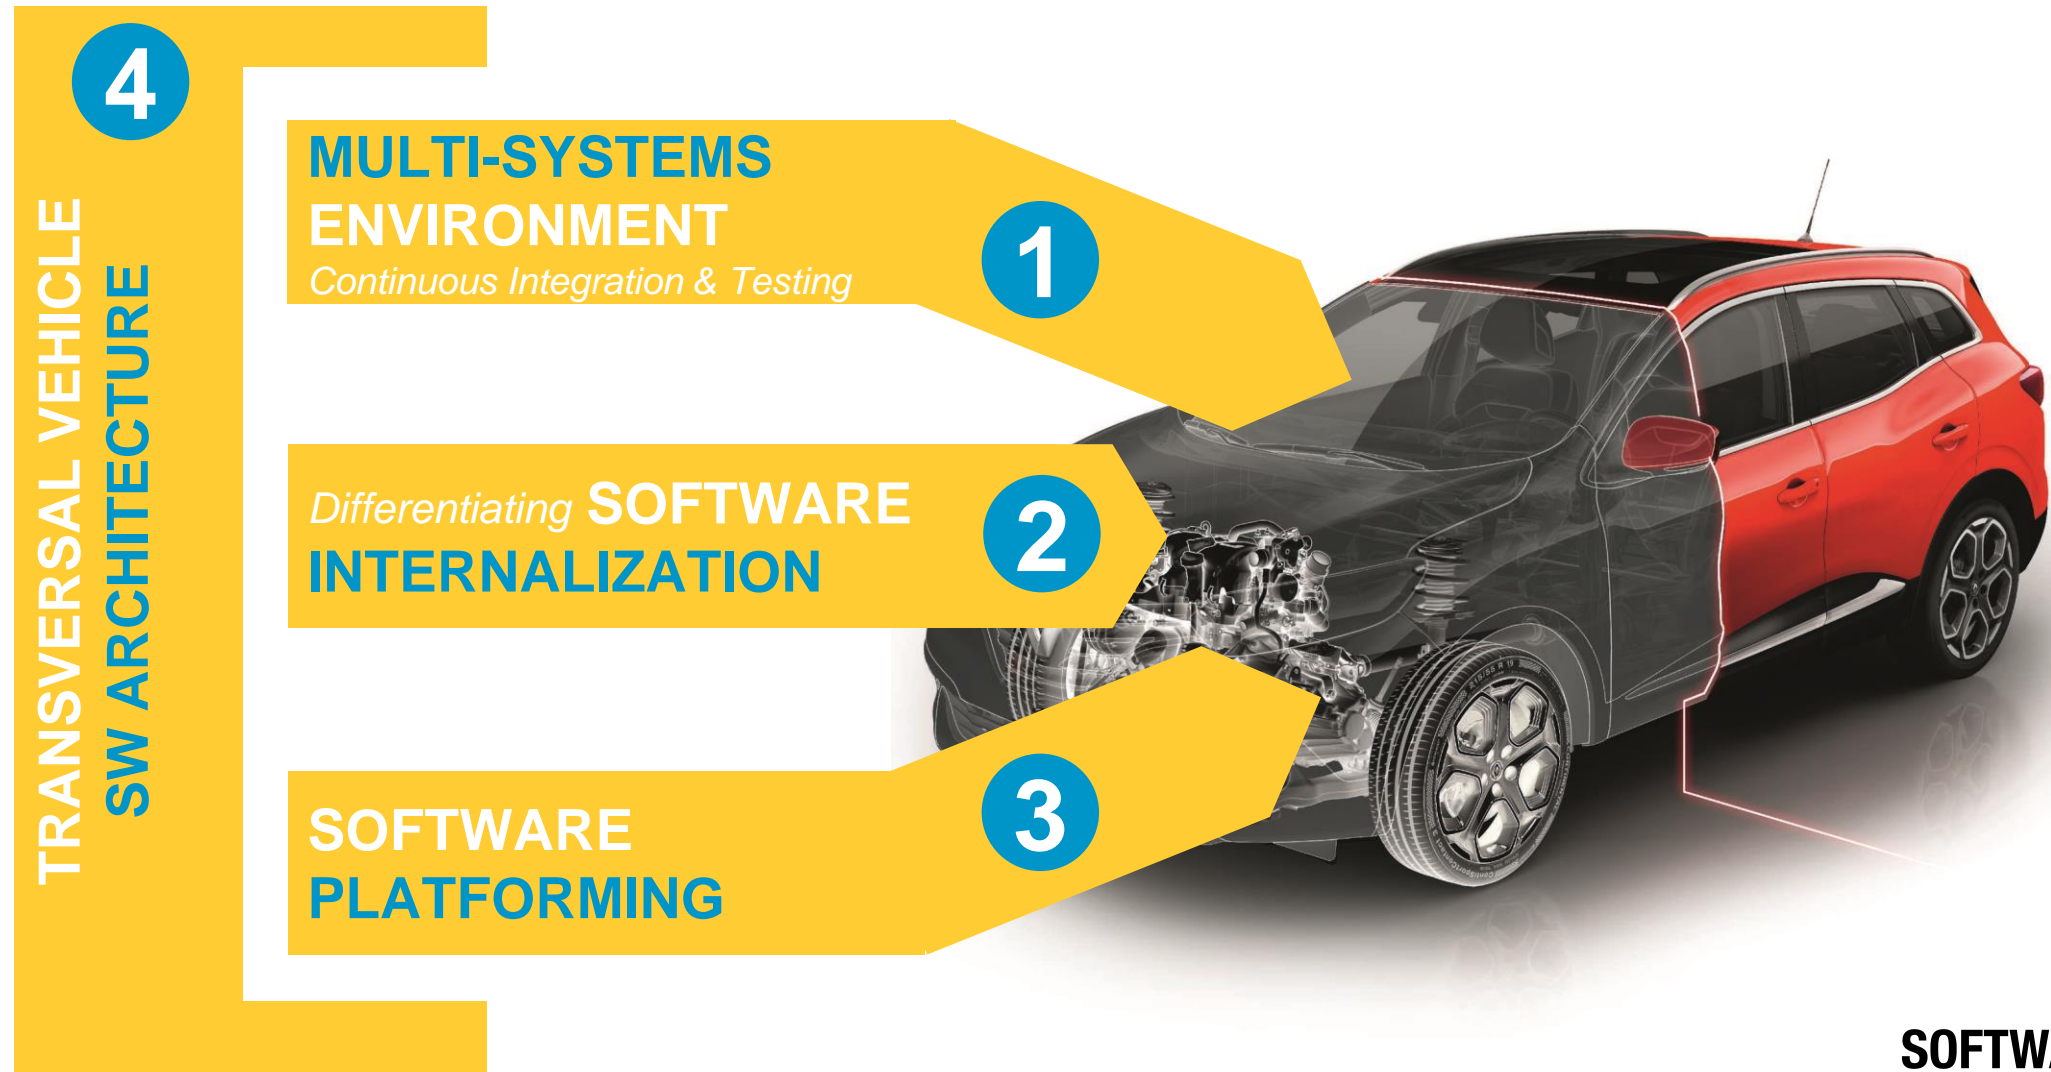 4
TRANSVERSAL VEHICLE
SW ARCHITECTURE
MULTI-SYSTEMS
ENVIRONMENT
Continuous Integration & Testing
1
Differentiating SOFTWARE
INTERNALIZATION
2
SOFTWARE
PLATFORMING
3